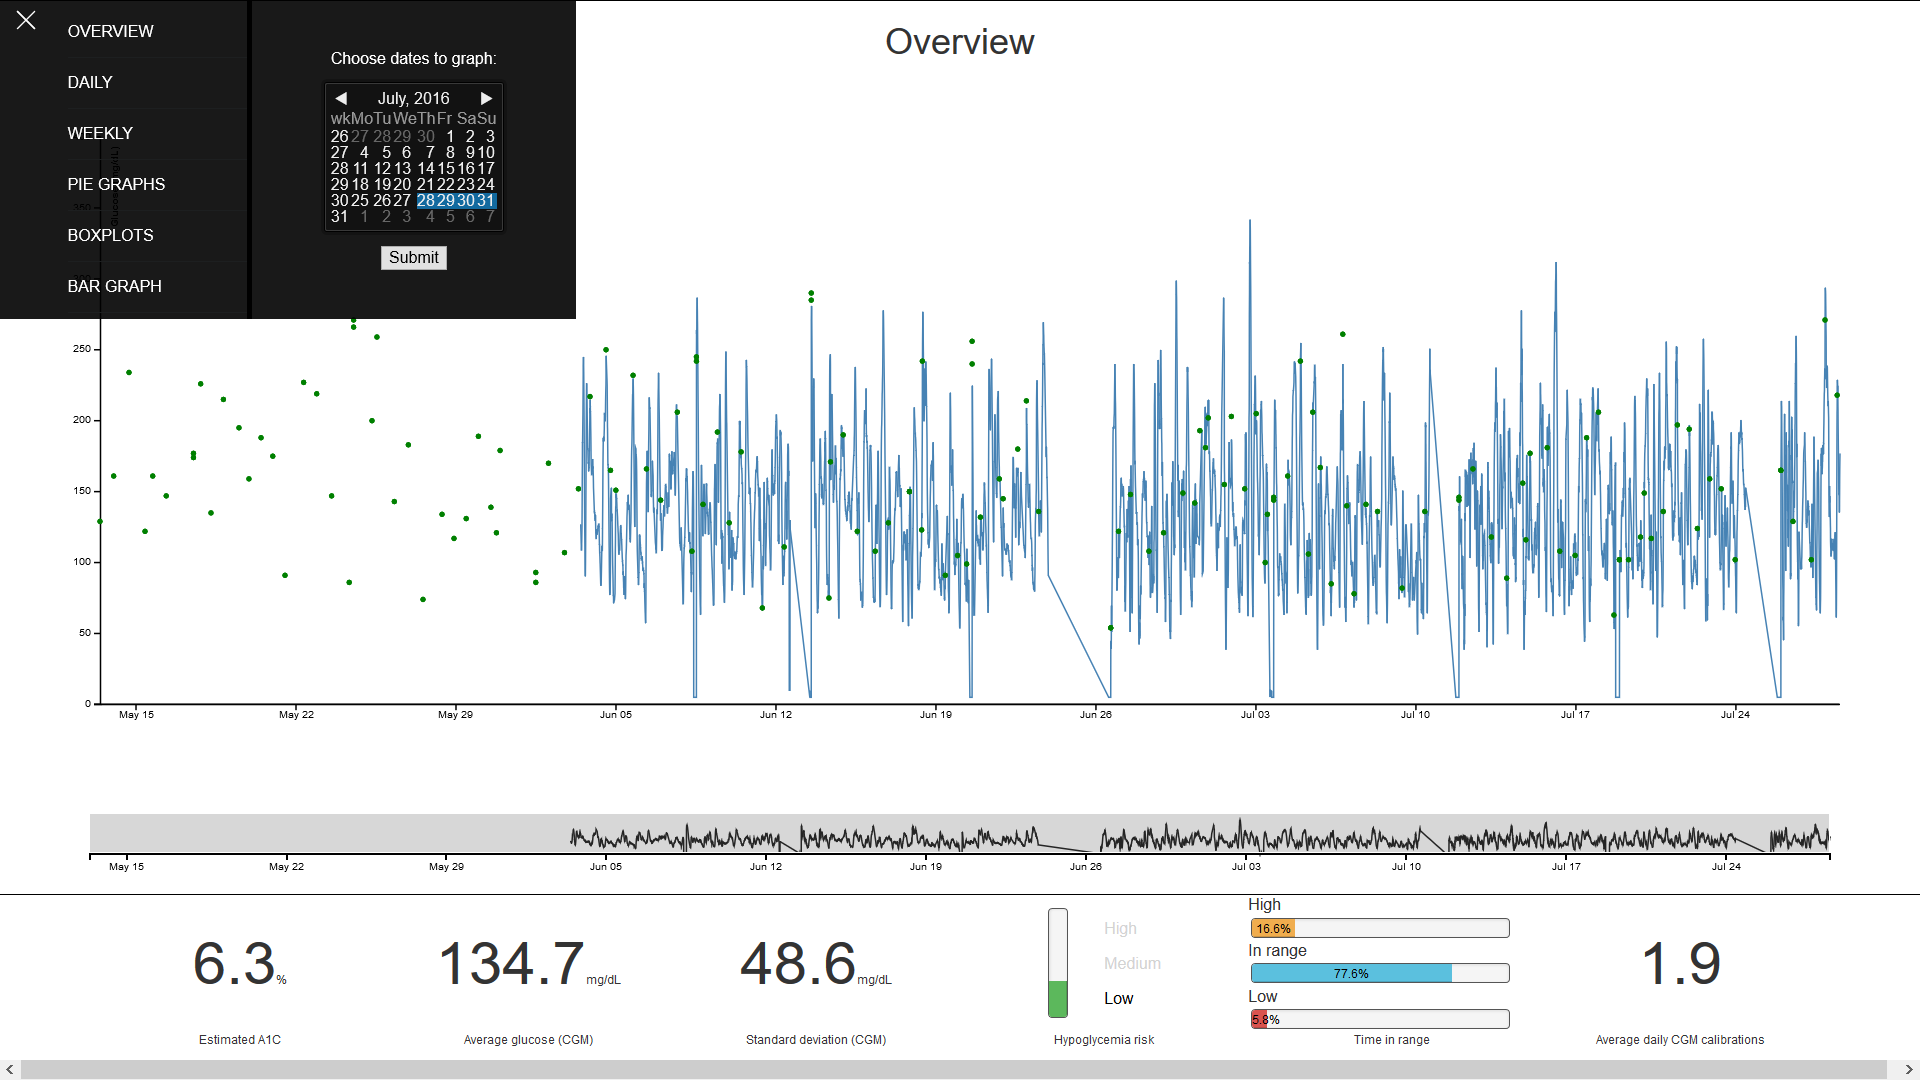 OVERVIEW
DAILY
WEEKLY
PIE GRAPHS
BOXPLOTS
BAR GRAPH
Choose dates to graph:
July, 2016
wk Mo Tu We Th Fr Sa Su
26 27 28 29 30 1 2 3
27 4 5 6 7 8 9 10
28 11 12 13 14 15 16 17
29 18 19 20 21 22 23 24
30 25 26 27 28 29 30 31
31 1 2 3 4 5 6 7
Submit
Overview
350
300
250
200
150
100
50
0
May 15 May 22 May 29 Jun 05 Jun 12 Jun 19 Jun 26 Jul 03 Jul 10 Jul 17 Jul 24
May 15 May 22 May 29 Jun 05 Jun 12 Jun 19 Jun 26 Jul 03 Jul 10 Jul 17 Jul 24
6.3 %
Estimated A1C
134.7 mg/dL
Average glucose (CGM)
48.6 mg/dL
Standard deviation (CGM)
High
Medium
Low
Hypoglycemia risk
High
16.6%
In range
77.6%
Low
5.8%
Time in range
1.9
Average daily CGM calibrations